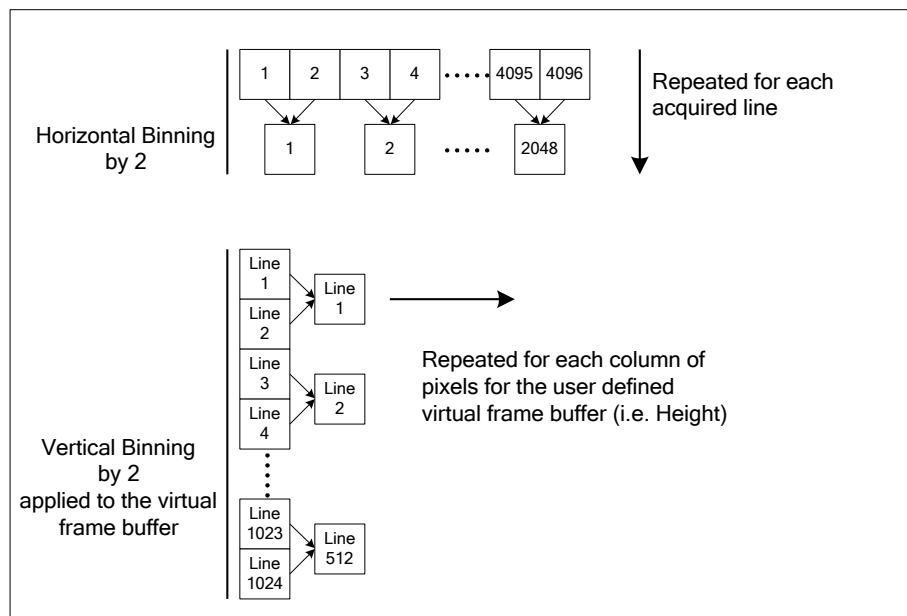 1 2 3 4 ..... 4095 4096
Repeated for each
acquired line
Horizontal Binning
by 2
1 2 ..... 2048
Line
1
Line
2
Line
1
Line
3
Line
4
Line
2
Repeated for each column of
pixels for the user defined
virtual frame buffer (i.e. Height)
Vertical Binning
by 2
applied to the virtual
frame buffer
Line
1023
Line
1024
Line
512